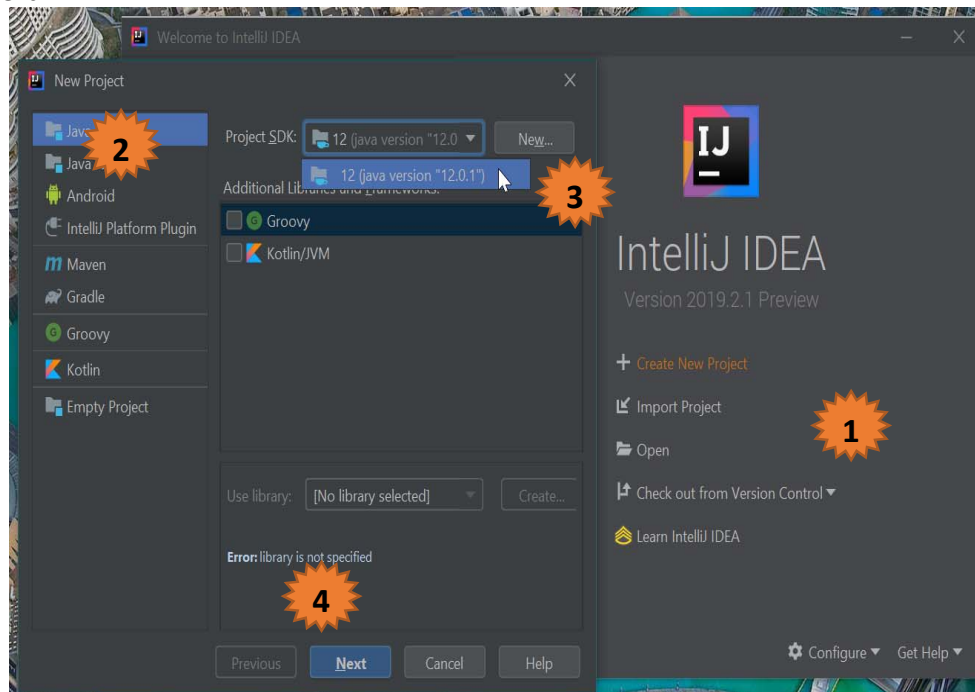 Welcome to IntelliJ IDEA
New Project
Java
2
Java
Android
IntelliJ Platform Plugin
Maven
Gradle
Groovy
Kotlin
Empty Project
Project SDK: 12 (java version "12.0 New...
12 (java version "12.0.1")
3
Additional Libraries and Frameworks:
Groovy
Kotlin/JVM
Use library: [No library selected] Create...
Error: library is not specified
4
Previous Next Cancel Help
IJ
IntelliJ IDEA
Version 2019.2.1 Preview
Create New Project
Import Project
1
Open
Check out from Version Control
Learn IntelliJ IDEA
Configure Get Help